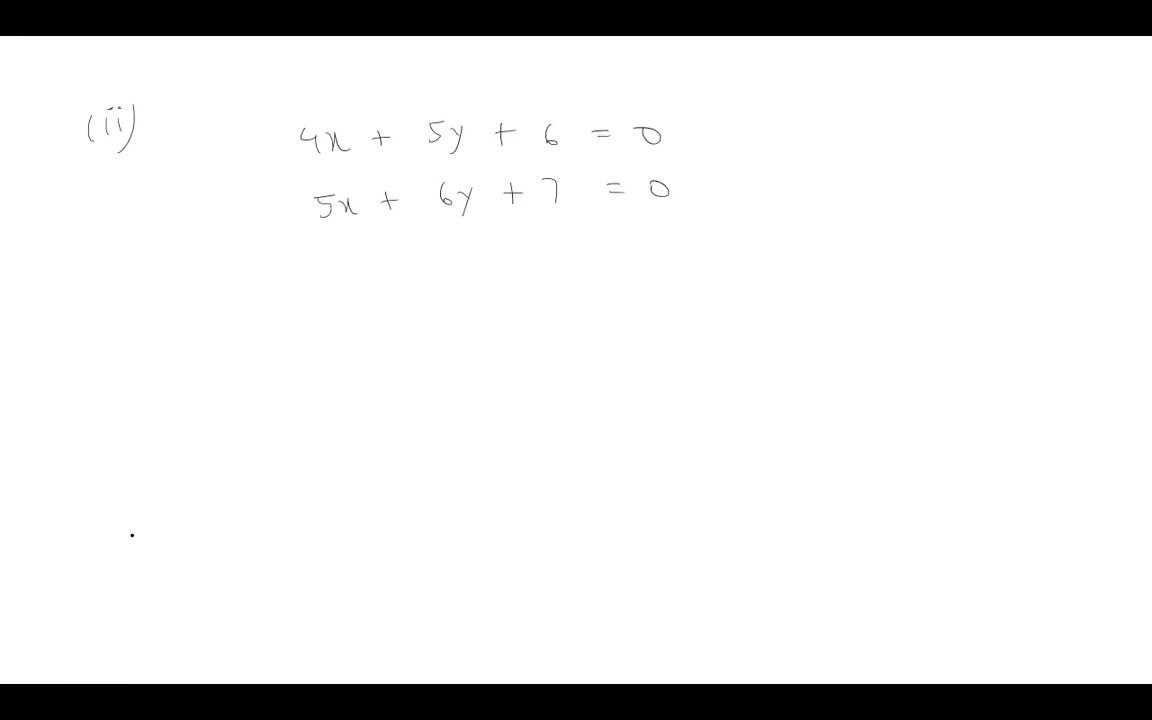 (ii) 4x + 5y + 6 = 0
5x + 6y + 7 = 0